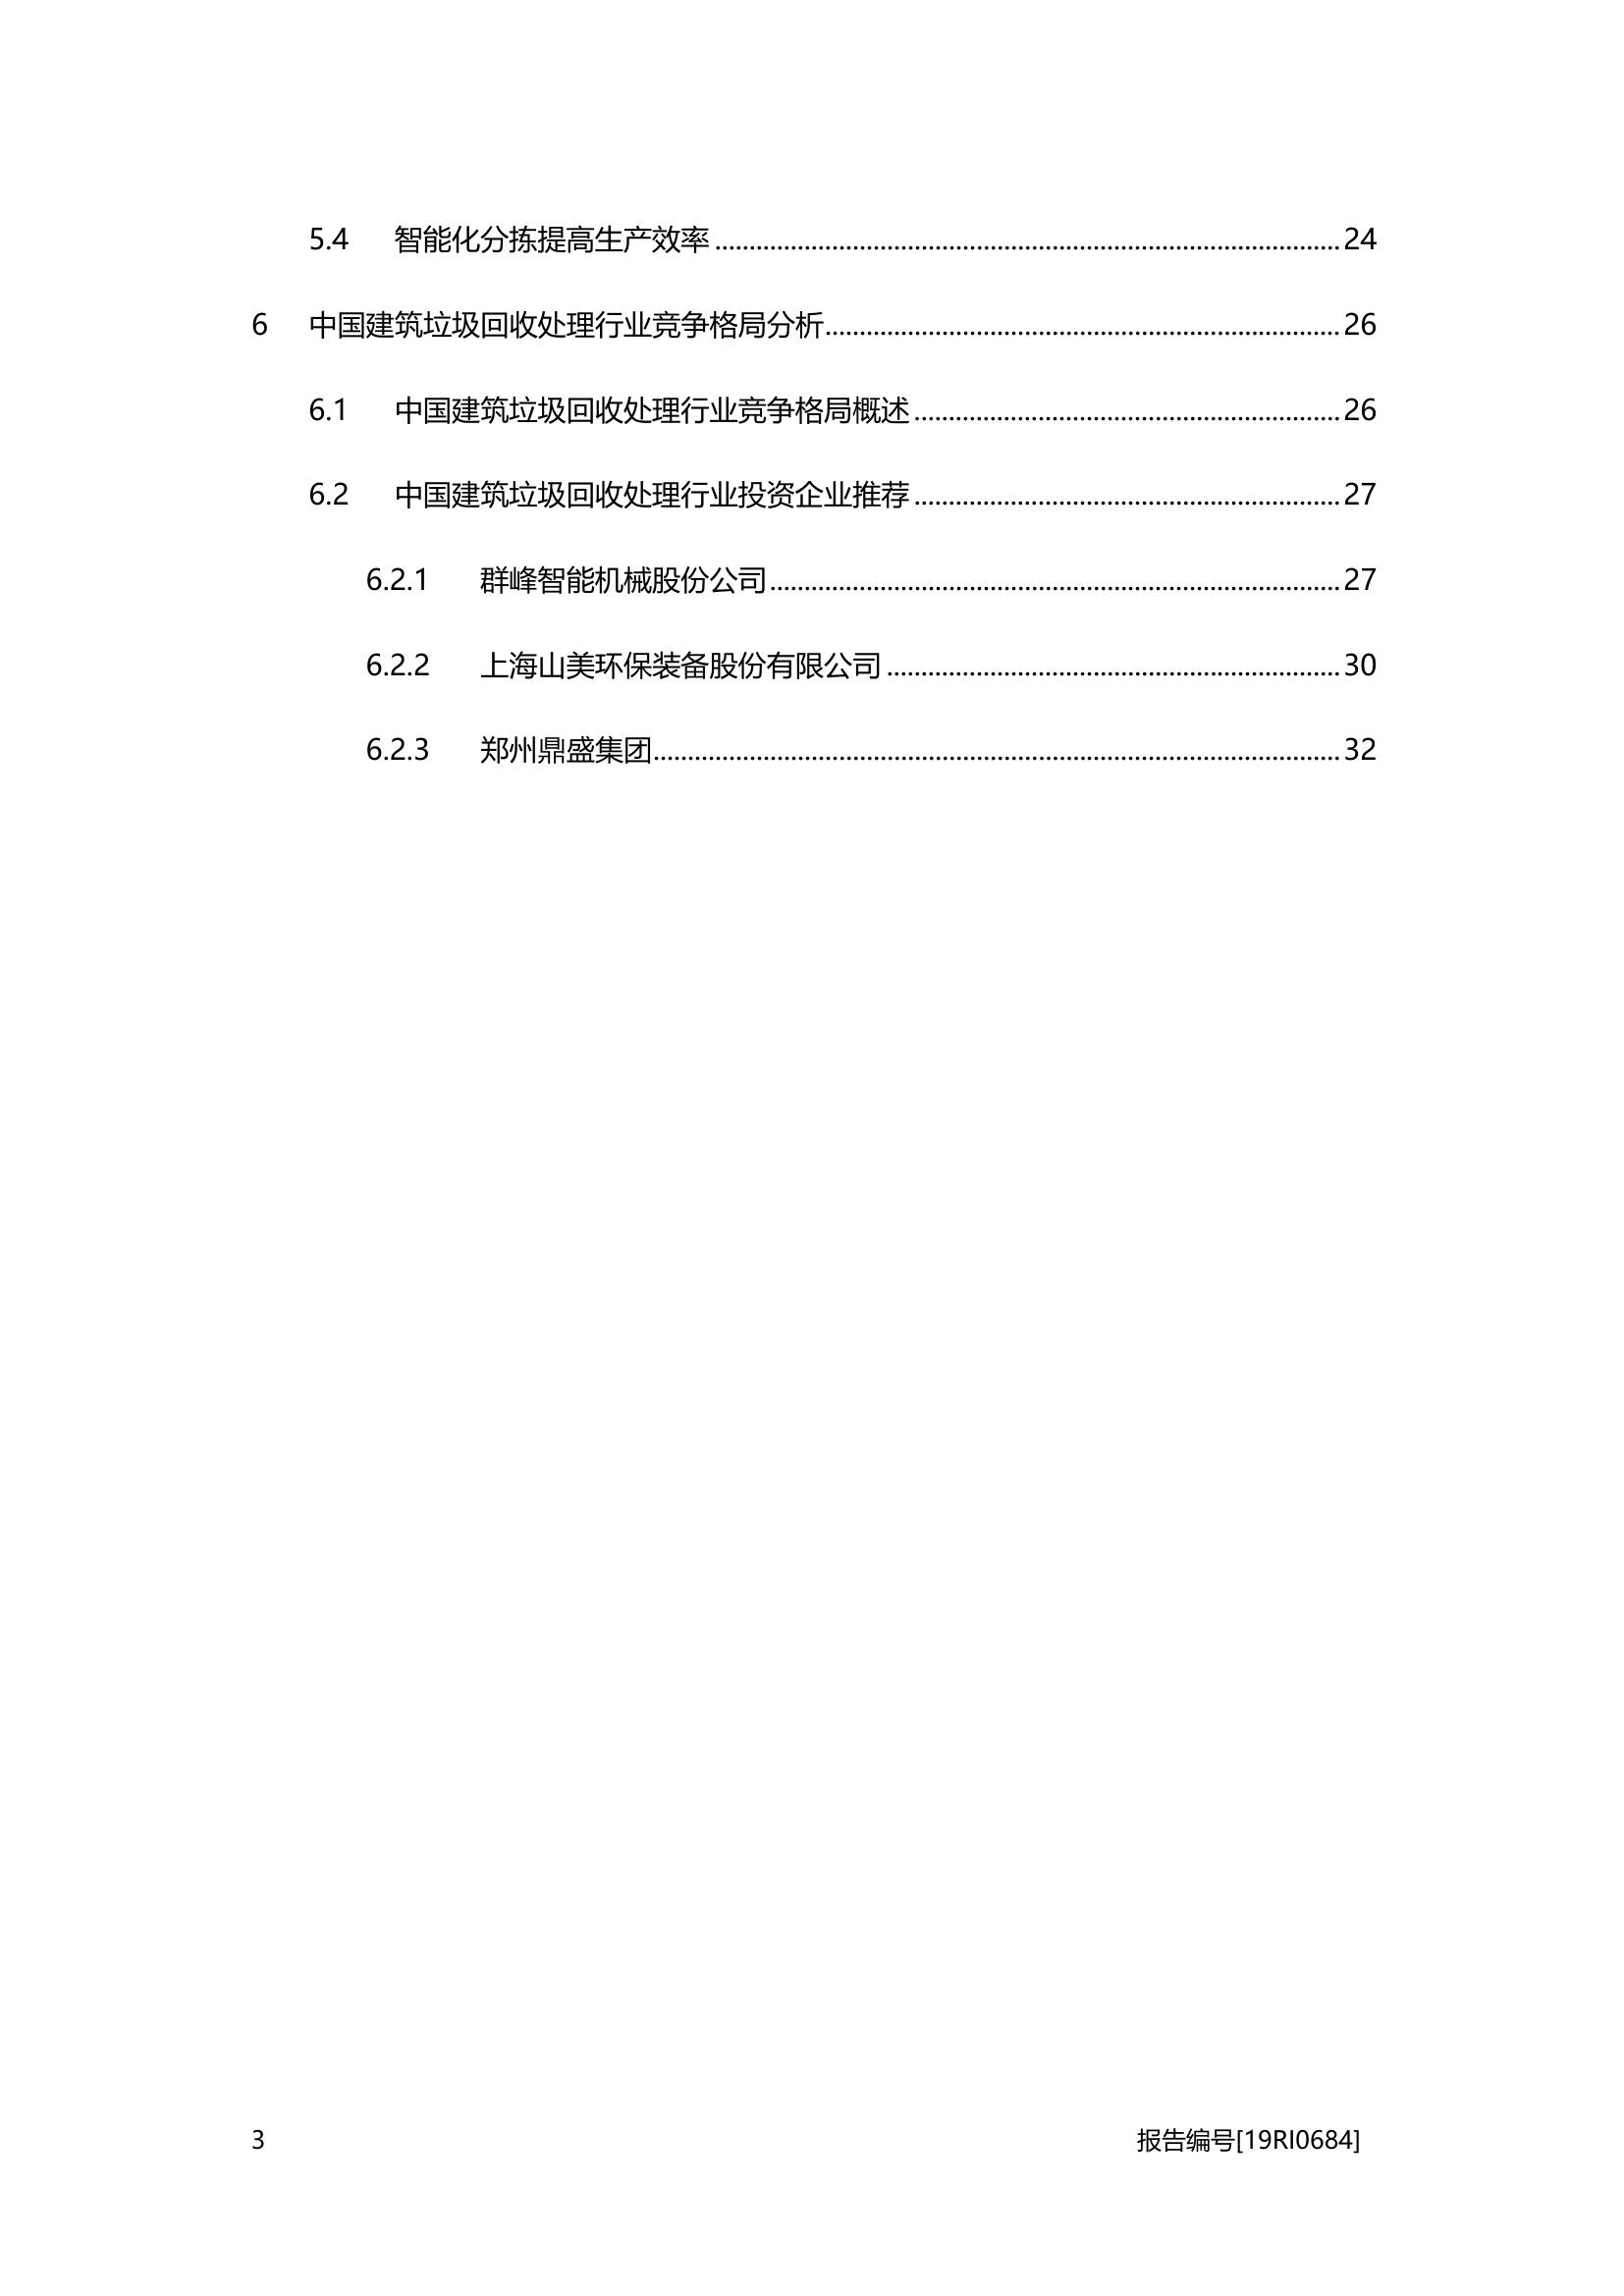 5.4 智能化分拣提高生产效率 ........ 24
6 中国建筑垃圾回收处理行业竞争格局分析 ........ 26
6.1 中国建筑垃圾回收处理行业竞争格局概述 ........ 26
6.2 中国建筑垃圾回收处理行业投资企业推荐 ........ 27
6.2.1 群峰智能机械股份公司 ........ 27
6.2.2 上海山美环保装备股份有限公司 ........ 30
6.2.3 郑州鼎盛集团 ........ 32
3 报告编号[19RI0684]